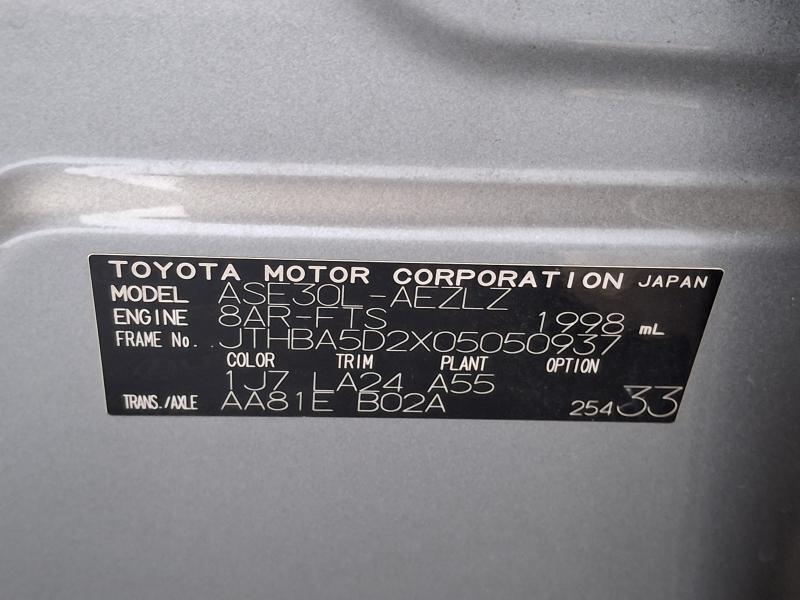 TOYOTA MOTOR CORPORATION JAPAN
MODEL ASE30L-AEZLZ
ENGINE 8AR-FTS 1998 mL
FRAME No. JTHBA5D2X05050937
COLOR TRIM PLANT OPTION
1J7 LA24 A55
TRANS./AXLE AA81E B02A 254 33